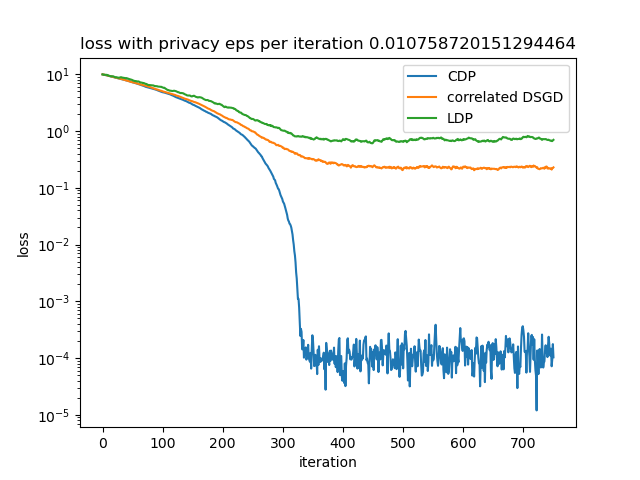 loss with privacy eps per iteration 0.010758720151294464
CDP
correlated DSGD
LDP
loss
10¹
10⁰
10⁻¹
10⁻²
10⁻³
10⁻⁴
10⁻⁵
0 100 200 300 400 500 600 700
iteration